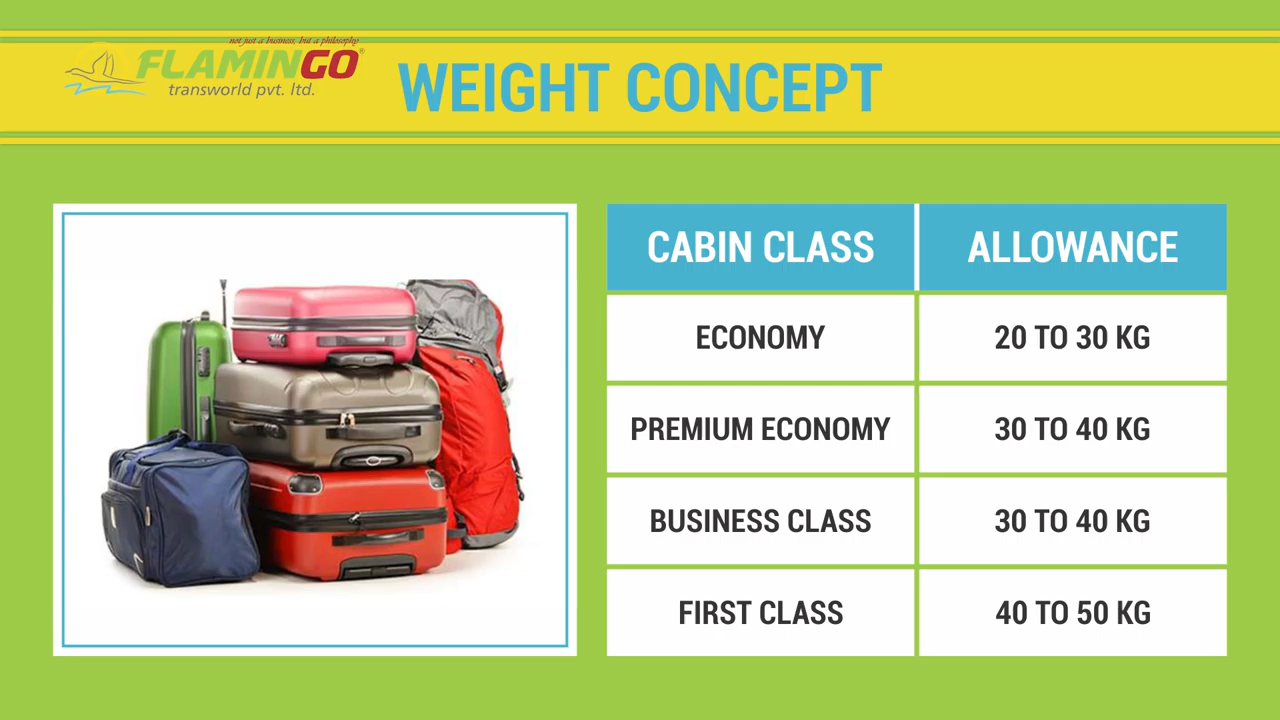 not just a business, but a philosophy
FLAMINGO®
transworld pvt. ltd.
WEIGHT CONCEPT
CABIN CLASS ALLOWANCE
ECONOMY 20 TO 30 KG
PREMIUM ECONOMY 30 TO 40 KG
BUSINESS CLASS 30 TO 40 KG
FIRST CLASS 40 TO 50 KG